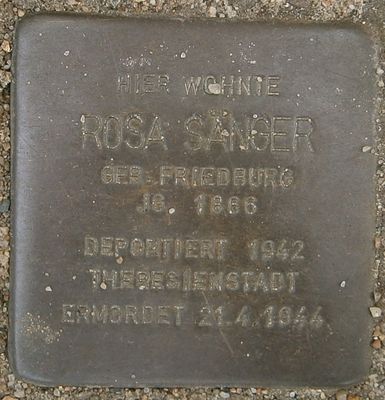 HIER WOHNTE
ROSA SÄNGER
GEB. FRIEDBURG
JG. 1866
DEPORTIERT 1942
THERESIENSTADT
ERMORDET 21.4.1944